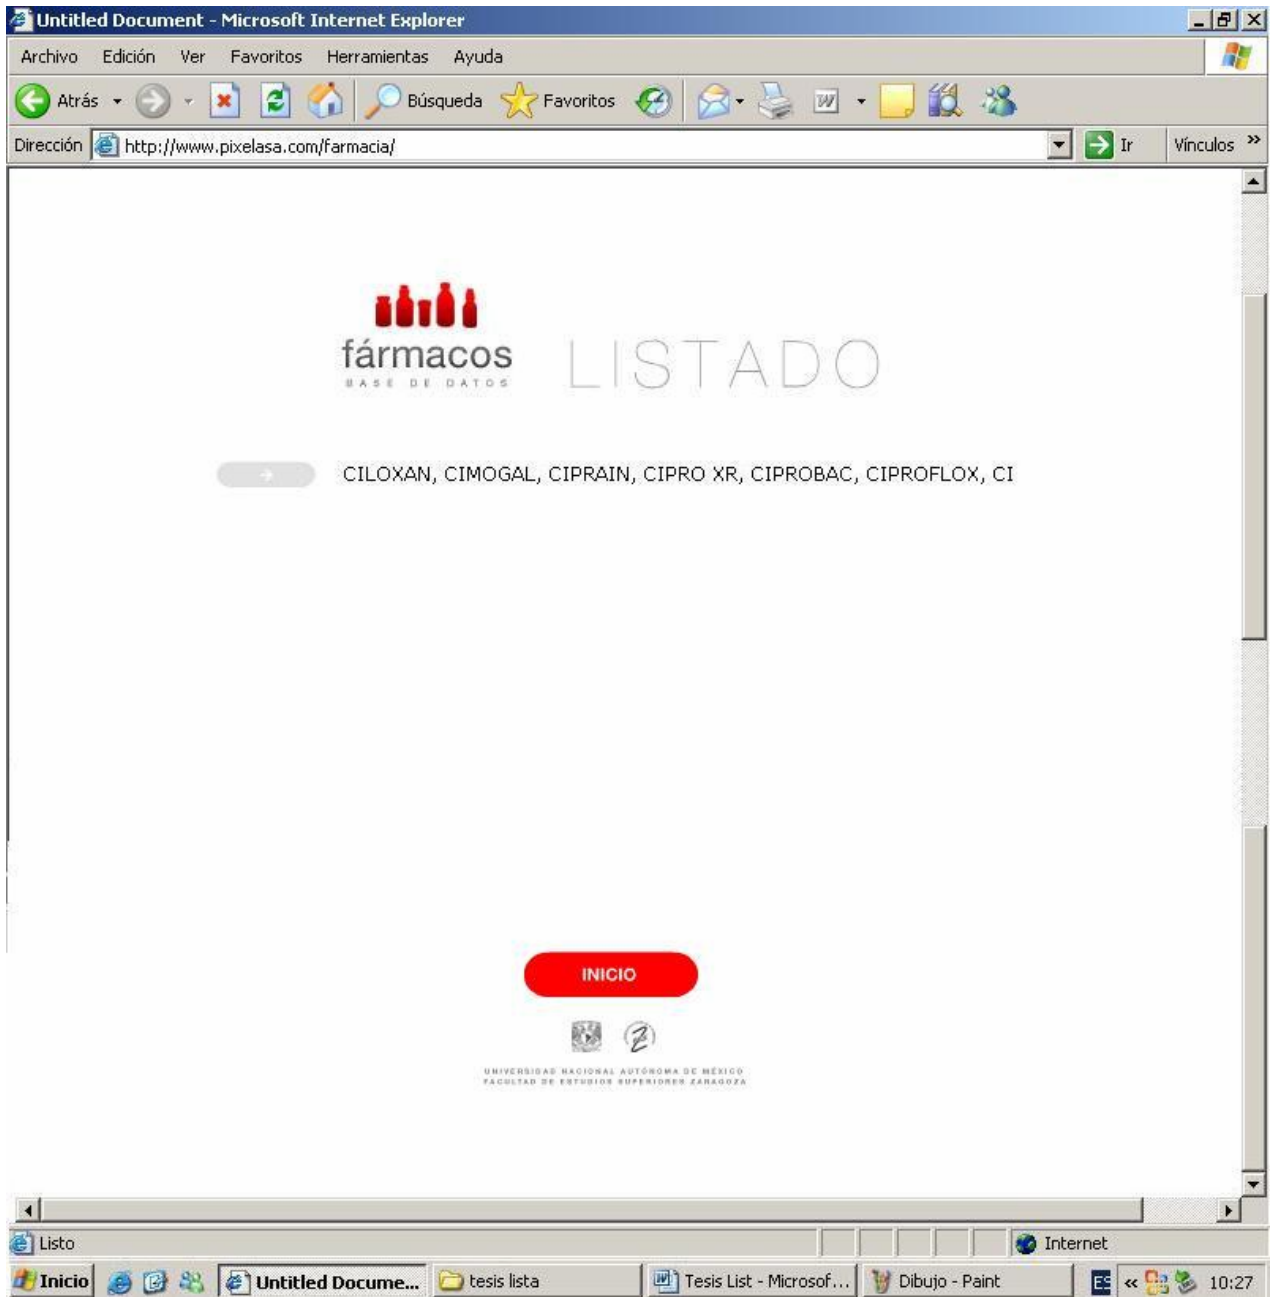 Untitled Document - Microsoft Internet Explorer
Archivo Edición Ver Favoritos Herramientas Ayuda
Atrás Búsqueda Favoritos
Dirección http://www.pixelasa.com/farmacia/ Ir Vínculos »
fármacos
BASE DE DATOS
LISTADO
CILOXAN, CIMOGAL, CIPRAIN, CIPRO XR, CIPROBAC, CIPROFLOX, CI
INICIO
UNIVERSIDAD NACIONAL AUTÓNOMA DE MÉXICO
FACULTAD DE ESTUDIOS SUPERIORES ZARAGOZA
Listo Internet
Inicio Untitled Docume... tesis lista Tesis List - Microsof... Dibujo - Paint ES « 10:27